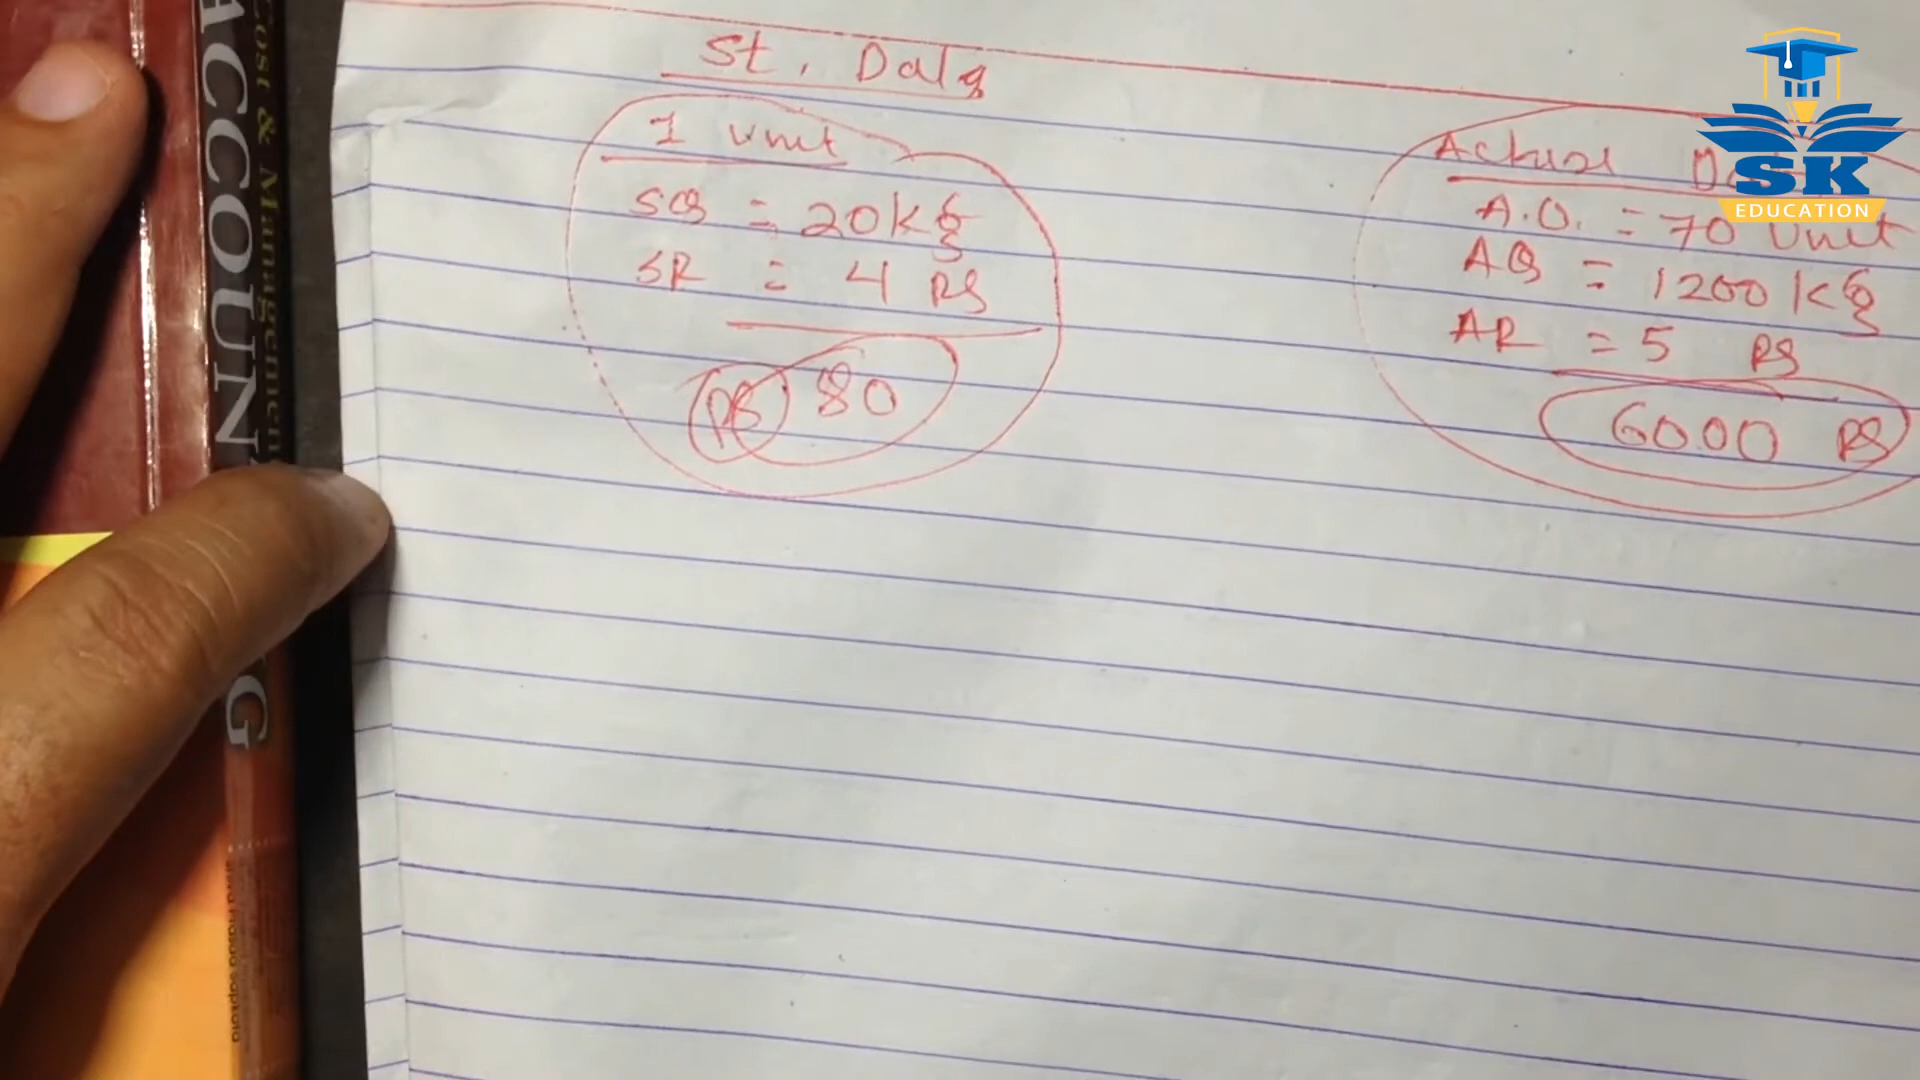 St. Data
1 Unit
SQ = 20 KG
SR = 4 RS
RS 80
Actual
A.O. = 70 Unit
AQ = 1200 KG
AR = 5 RS
6000 RS
SK
EDUCATION
Cost & Management
ACCOUN
G